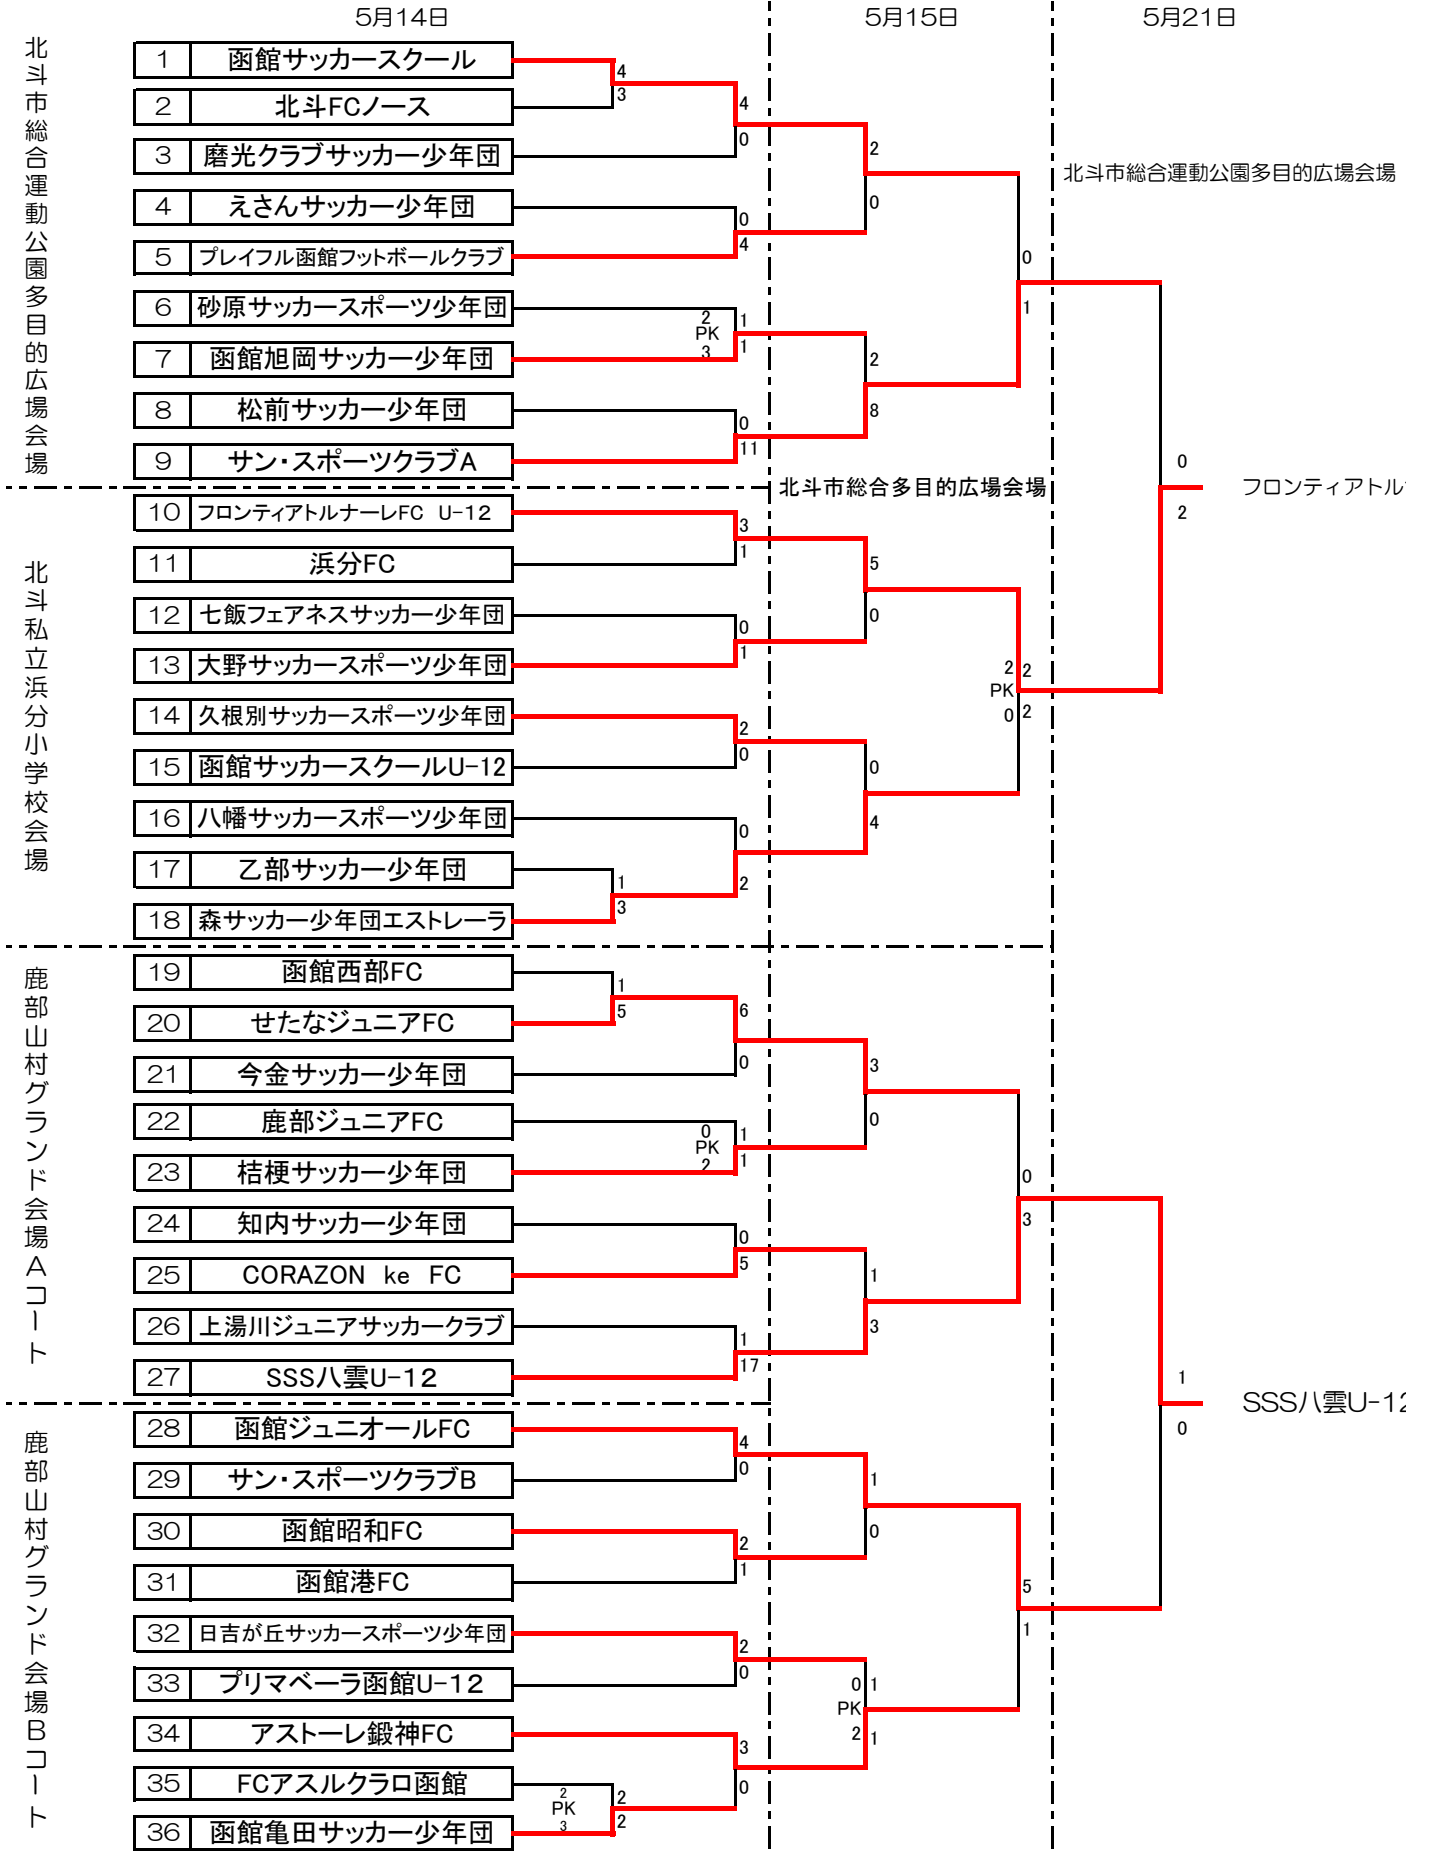 5月14日
5月15日
5月21日
北斗市総合運動公園多目的広場会場
1 函館サッカースクール
2 北斗FCノース
3 磨光クラブサッカー少年団
4 えさんサッカー少年団
5 プレイフル函館フットボールクラブ
6 砂原サッカースポーツ少年団
7 函館旭岡サッカー少年団
8 松前サッカー少年団
9 サン・スポーツクラブA
4
3
4
0
0
4
2
PK
3
1
1
0
11
2
0
2
8
0
1
北斗市総合運動公園多目的広場会場
北斗市総合多目的広場会場
0
2
フロンティアトル
北斗私立浜分小学校会場
10 フロンティアトルナーレFC U-12
11 浜分FC
12 七飯フェアネスサッカー少年団
13 大野サッカースポーツ少年団
14 久根別サッカースポーツ少年団
15 函館サッカースクールU-12
16 八幡サッカースポーツ少年団
17 乙部サッカー少年団
18 森サッカー少年団エストレーラ
3
1
0
1
2
0
0
2
1
3
5
0
0
4
2
PK
0
2
2
鹿部山村グランド会場Aコート
19 函館西部FC
20 せたなジュニアFC
21 今金サッカー少年団
22 鹿部ジュニアFC
23 桔梗サッカー少年団
24 知内サッカー少年団
25 CORAZON ke FC
26 上湯川ジュニアサッカークラブ
27 SSS八雲U-12
1
5
6
0
0
PK
2
1
1
0
5
1
17
3
0
1
3
0
3
1
0
SSS八雲U-12
鹿部山村グランド会場Bコート
28 函館ジュニオールFC
29 サン・スポーツクラブB
30 函館昭和FC
31 函館港FC
32 日吉が丘サッカースポーツ少年団
33 プリマベーラ函館U-12
34 アストーレ鍛神FC
35 FCアスルクラロ函館
36 函館亀田サッカー少年団
4
0
2
1
2
0
3
0
2
PK
3
2
2
1
0
0
PK
2
1
1
5
1